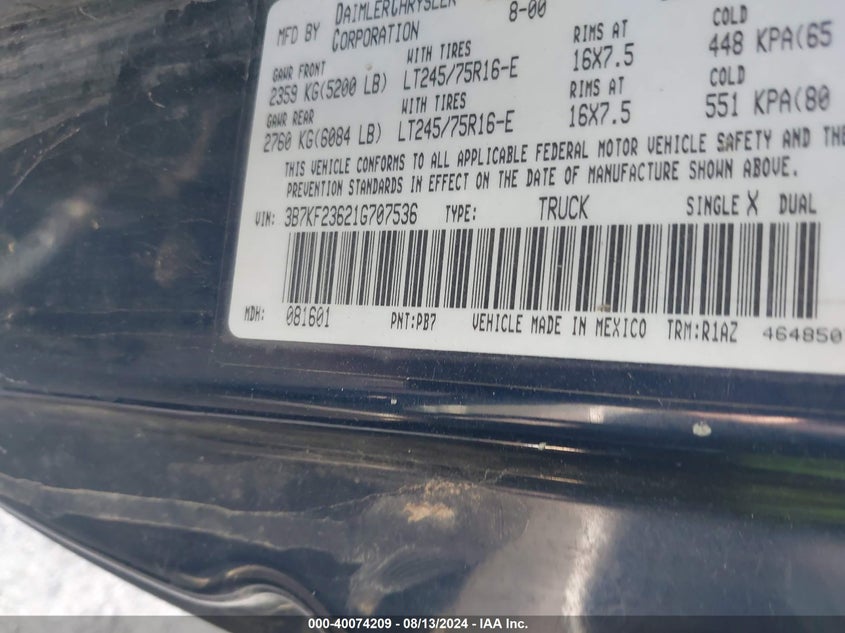 MFD BY DAIMLERCHRYSLER CORPORATION 8-00
GAWR FRONT WITH TIRES RIMS AT COLD
2359 KG(5200 LB) LT245/75R16-E 16X7.5 448 KPA(65
GAWR REAR WITH TIRES RIMS AT COLD
2760 KG(6084 LB) LT245/75R16-E 16X7.5 551 KPA(80
THIS VEHICLE CONFORMS TO ALL APPLICABLE FEDERAL MOTOR VEHICLE SAFETY AND THE
PREVENTION STANDARDS IN EFFECT ON THE DATE OF MANUFACTURE SHOWN ABOVE.
VIN: 3B7KF23621G707536 TYPE: TRUCK SINGLE X DUAL
MDH: 081601 PNT:PB7 VEHICLE MADE IN MEXICO TRM:R1AZ 464850
000-40074209 - 08/13/2024 - IAA Inc.